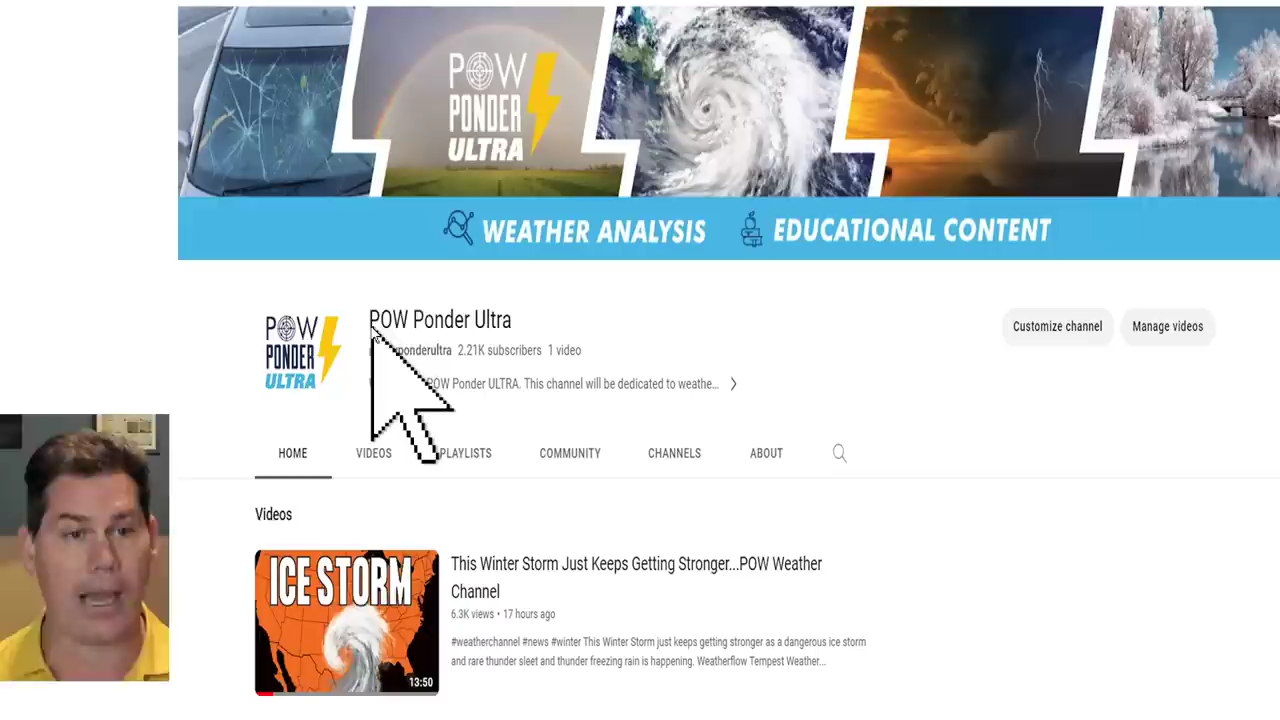 POW
PONDER
ULTRA
WEATHER ANALYSIS
EDUCATIONAL CONTENT
POW
PONDER
ULTRA
POW Ponder Ultra
ponderultra 2.21K subscribers 1 video
POW Ponder ULTRA. This channel will be dedicated to weathe...
Customize channel
Manage videos
HOME
VIDEOS
PLAYLISTS
COMMUNITY
CHANNELS
ABOUT
Videos
ICE STORM
13:50
This Winter Storm Just Keeps Getting Stronger...POW Weather
Channel
6.3K views • 17 hours ago
#weatherchannel #news #winter This Winter Storm just keeps getting stronger as a dangerous ice storm
and rare thunder sleet and thunder freezing rain is happening. Weatherflow Tempest Weather...